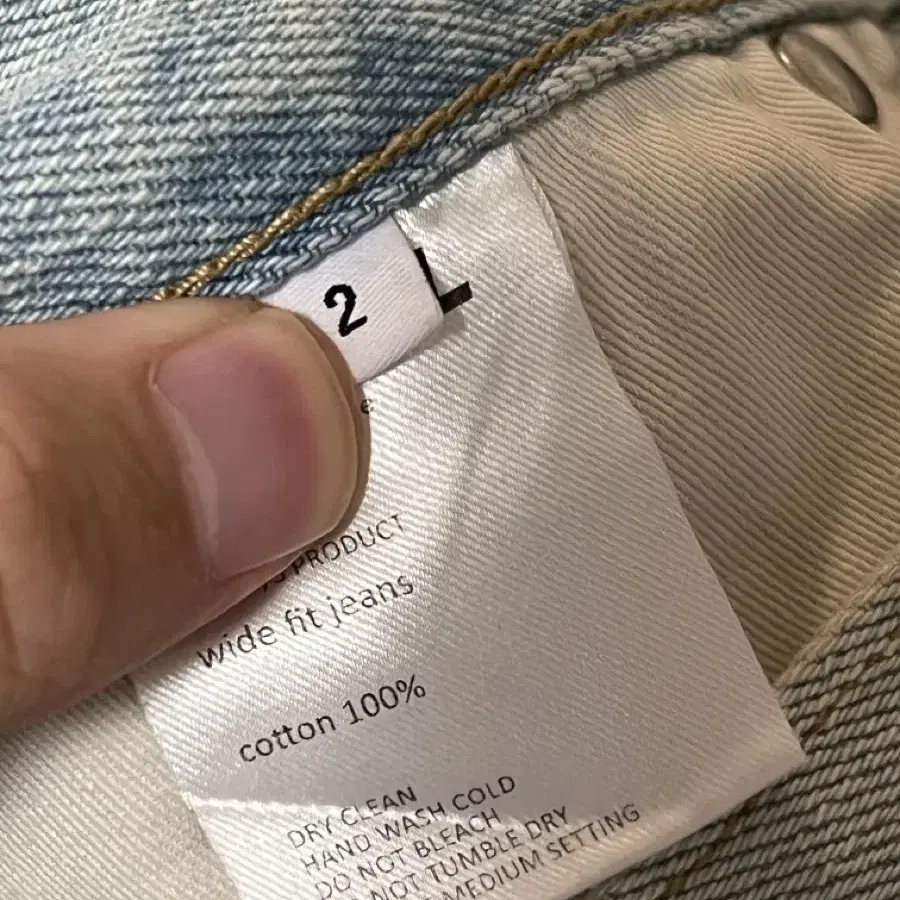 2
L
e
PRODUCT
wide fit jeans
cotton 100%
DRY CLEAN
HAND WASH COLD
DO NOT BLEACH
NOT TUMBLE DRY
MEDIUM SETTING